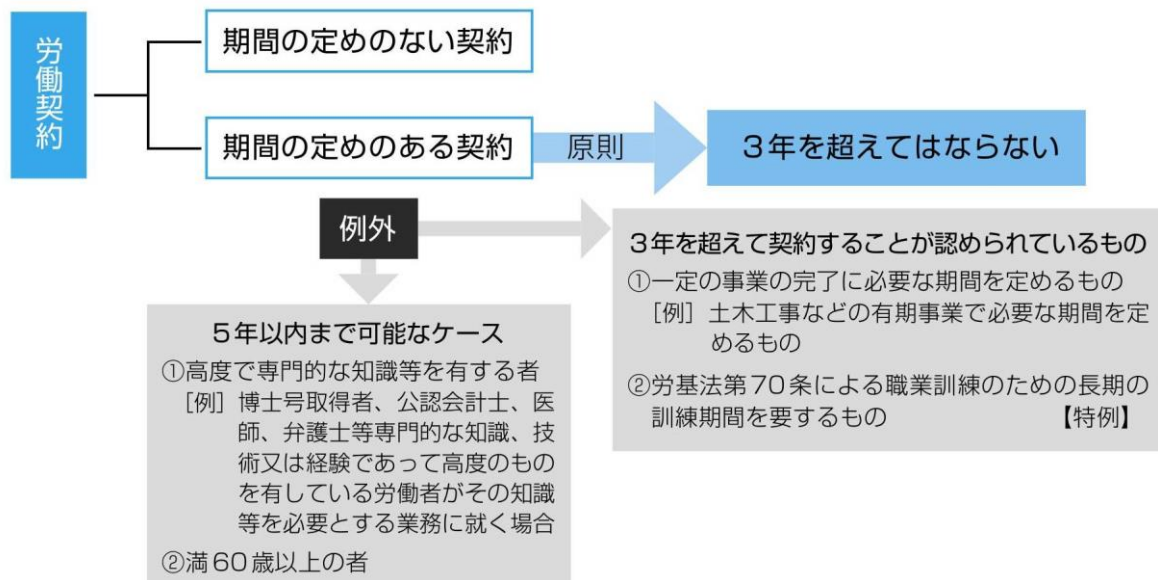 労働契約
期間の定めのない契約
期間の定めのある契約
原則
3年を超えてはならない
例外
3年を超えて契約することが認められているもの
①一定の事業の完了に必要な期間を定めるもの
［例］土木工事などの有期事業で必要な期間を定
めるもの
②労基法第70条による職業訓練のための長期の
訓練期間を要するもの 【特例】
5年以内まで可能なケース
①高度で専門的な知識等を有する者
［例］博士号取得者、公認会計士、医
師、弁護士等専門的な知識、技
術又は経験であって高度のもの
を有している労働者がその知識
等を必要とする業務に就く場合
②満60歳以上の者